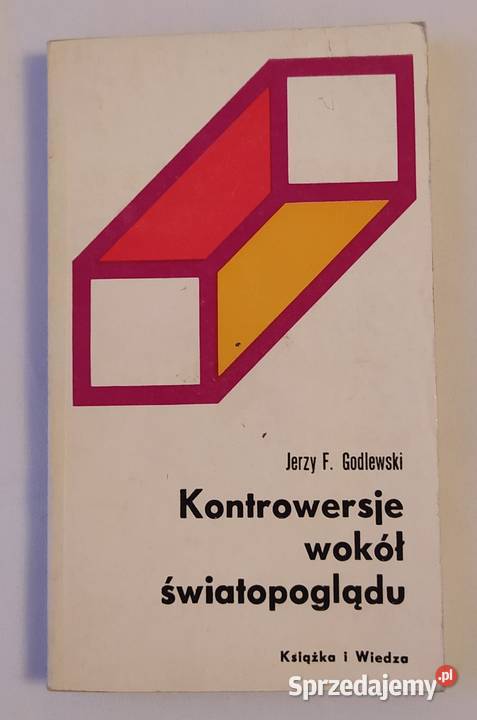 Jerzy F. Godlewski
Kontrowersje
wokół
światopoglądu
Książka i Wiedza
Sprzedajemy.pl